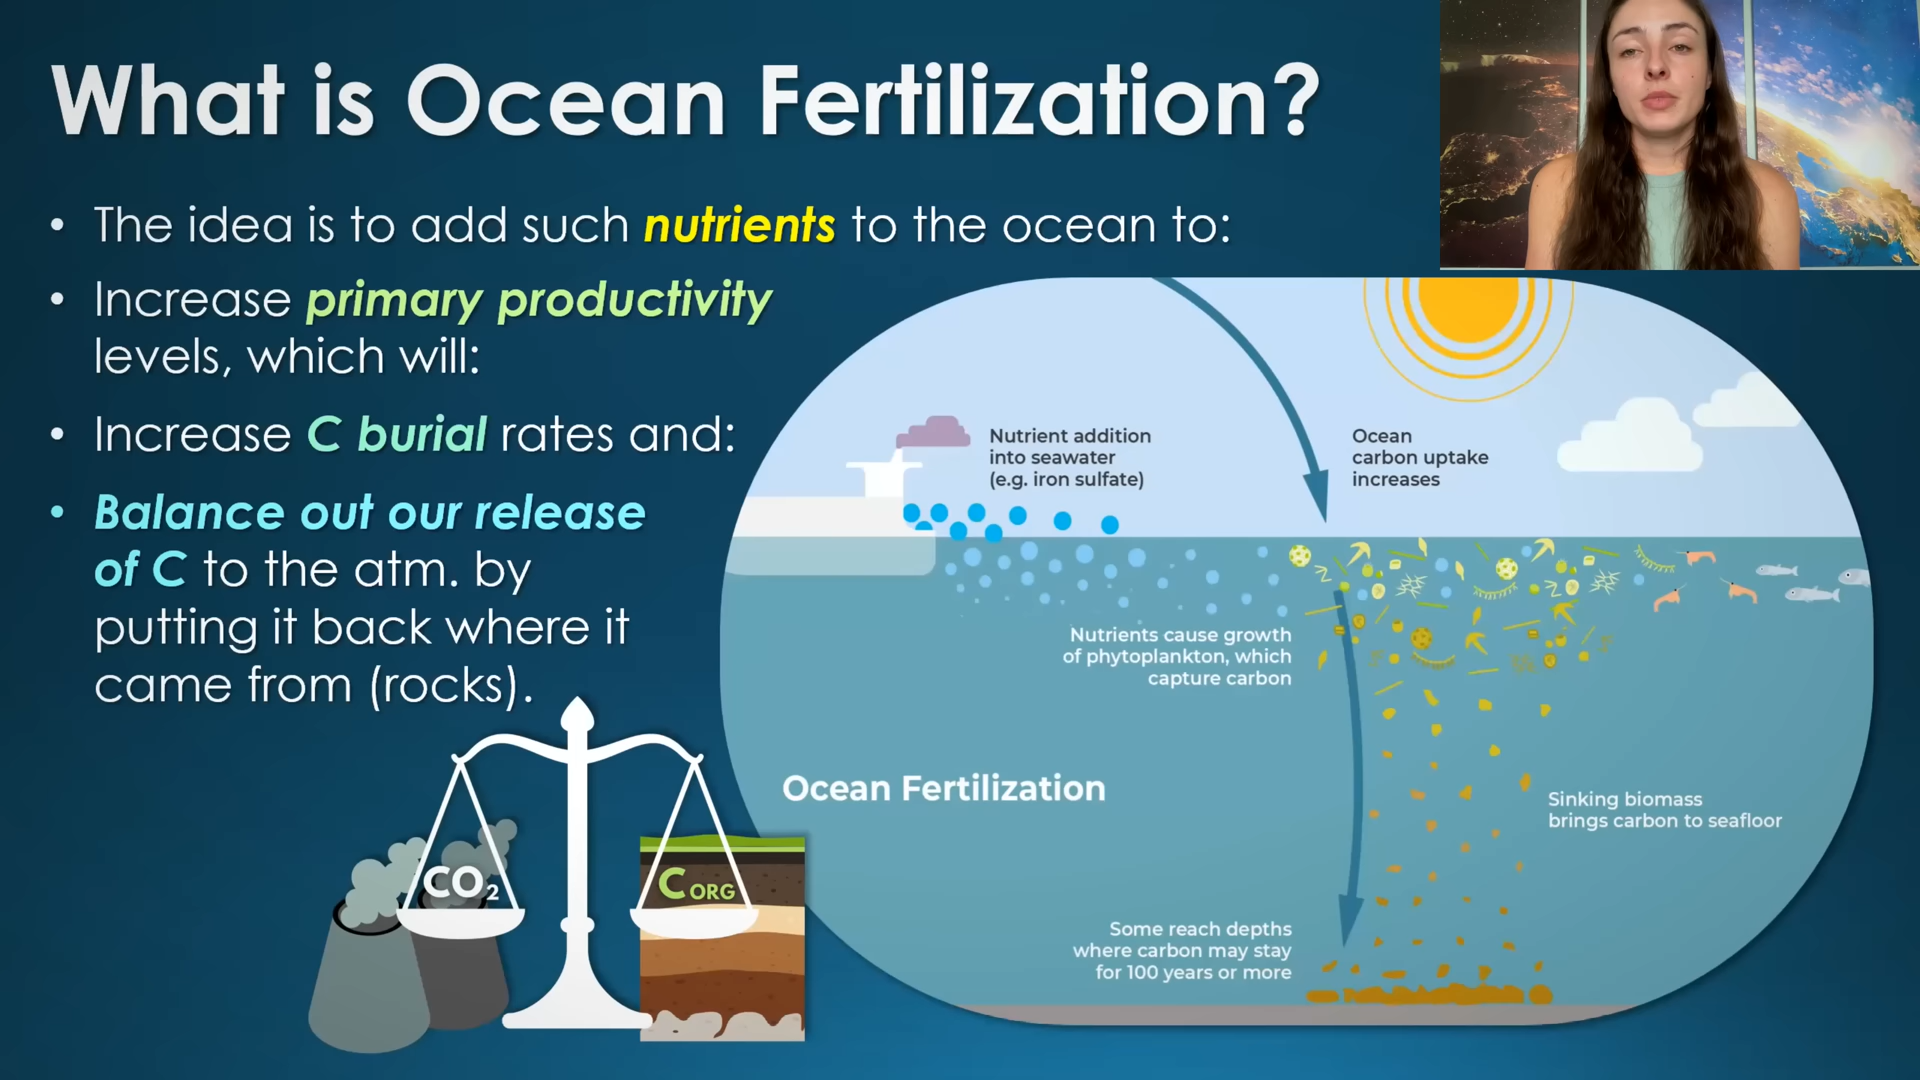 What is Ocean Fertilization?
• The idea is to add such nutrients to the ocean to:
• Increase primary productivity
levels, which will:
• Increase C burial rates and:
• Balance out our release
of C to the atm. by
putting it back where it
came from (rocks).
CO₂
C ORG
Nutrient addition
into seawater
(e.g. iron sulfate)
Ocean
carbon uptake
increases
Nutrients cause growth
of phytoplankton, which
capture carbon
Ocean Fertilization
Sinking biomass
brings carbon to seafloor
Some reach depths
where carbon may stay
for 100 years or more